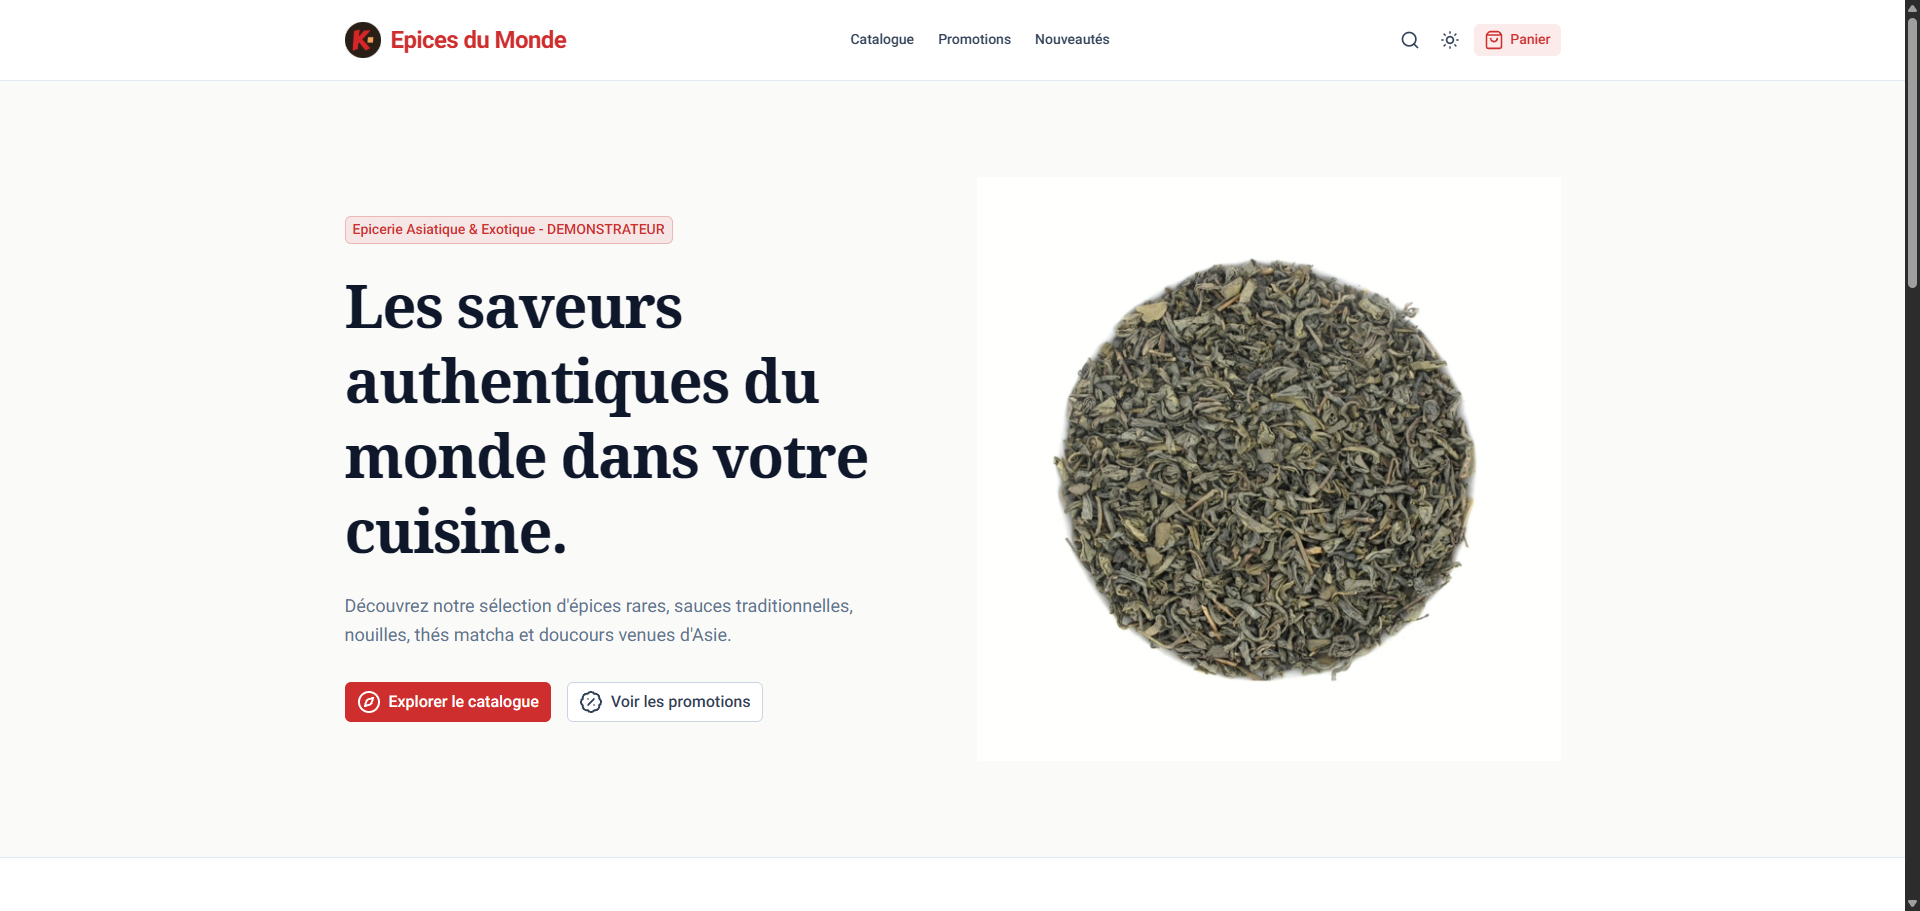 Epices du Monde
Catalogue
Promotions
Nouveautés
Panier
Epicerie Asiatique & Exotique - DEMONSTRATEUR
Les saveurs
authentiques du
monde dans votre
cuisine.
Découvrez notre sélection d'épices rares, sauces traditionnelles,
nouilles, thés matcha et doucours venues d'Asie.
Explorer le catalogue
Voir les promotions